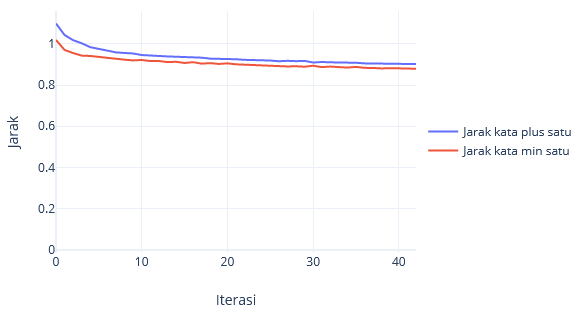 1
0.8
0.6
0.4
0.2
0
0
10
20
30
40
Jarak
Iterasi
Jarak kata plus satu
Jarak kata min satu